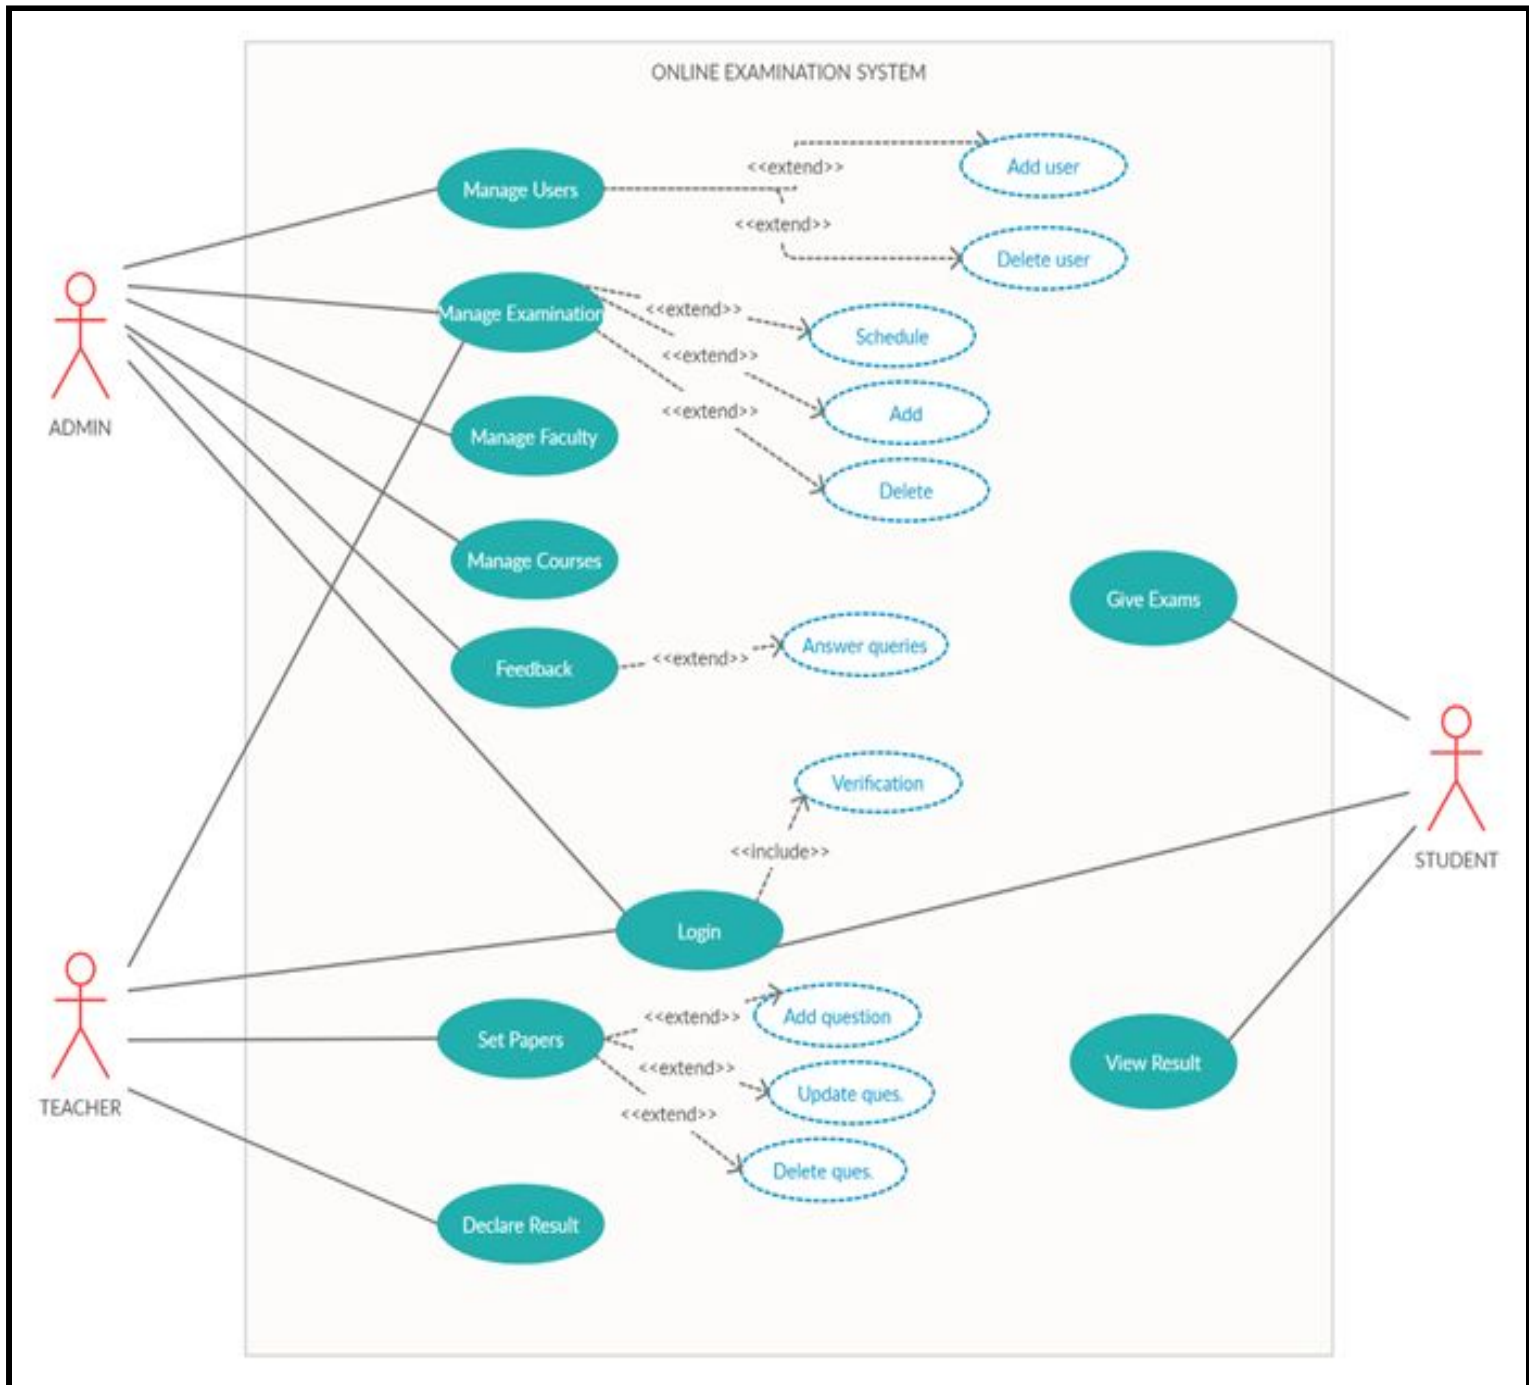 ONLINE EXAMINATION SYSTEM
Manage Users
<<extend>>
Add user
<<extend>>
Delete user
Manage Examination
<<extend>>
Schedule
<<extend>>
Add
<<extend>>
Delete
ADMIN
Manage Faculty
Manage Courses
Give Exams
Feedback
<<extend>>
Answer queries
Verification
<<include>>
STUDENT
Login
Set Papers
<<extend>>
Add question
<<extend>>
Update ques.
<<extend>>
Delete ques.
View Result
TEACHER
Declare Result